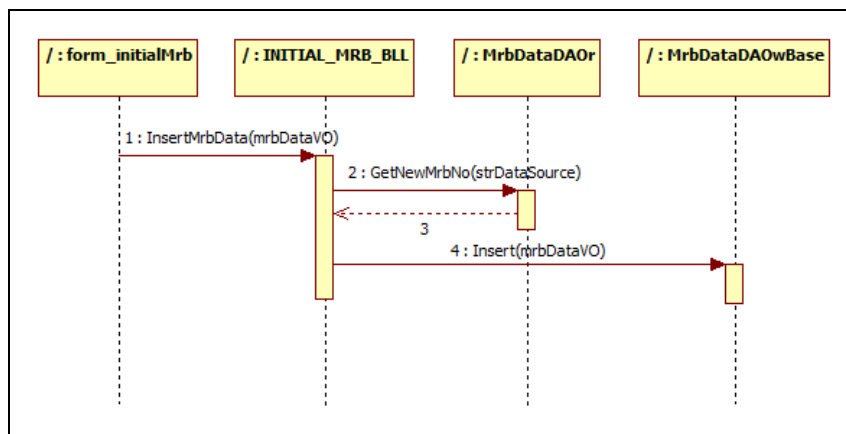 / : form_initialMrb
/ : INITIAL_MRB_BLL
/ : MrbDataDAOr
/ : MrbDataDAOwBase
1 : InsertMrbData(mrbDataVO)
2 : GetNewMrbNo(strDataSource)
3
4 : Insert(mrbDataVO)